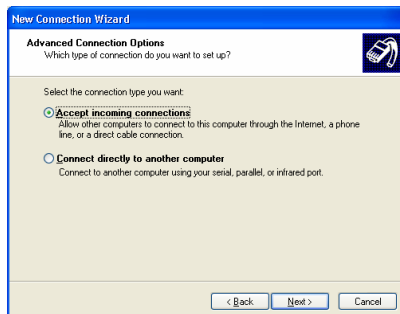 New Connection Wizard
Advanced Connection Options
Which type of connection do you want to set up?
Select the connection type you want:
Accept incoming connections
Allow other computers to connect to this computer through the Internet, a phone
line, or a direct cable connection.
Connect directly to another computer
Connect to another computer using your serial, parallel, or infrared port.
< Back
Next >
Cancel